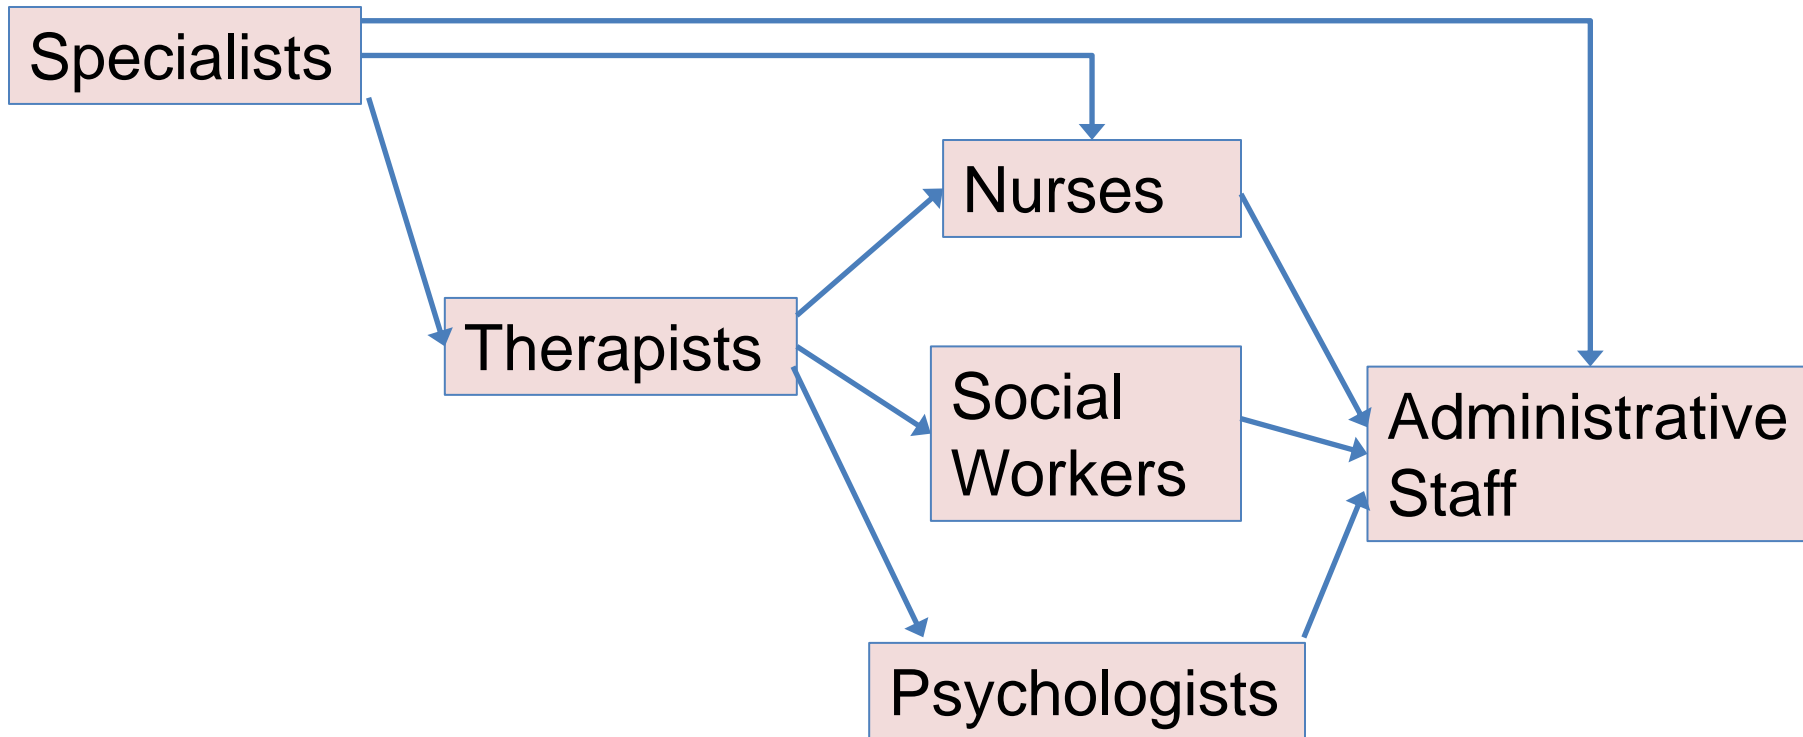 Specialists
Nurses
Therapists
Social
Workers
Administrative
Staff
Psychologists